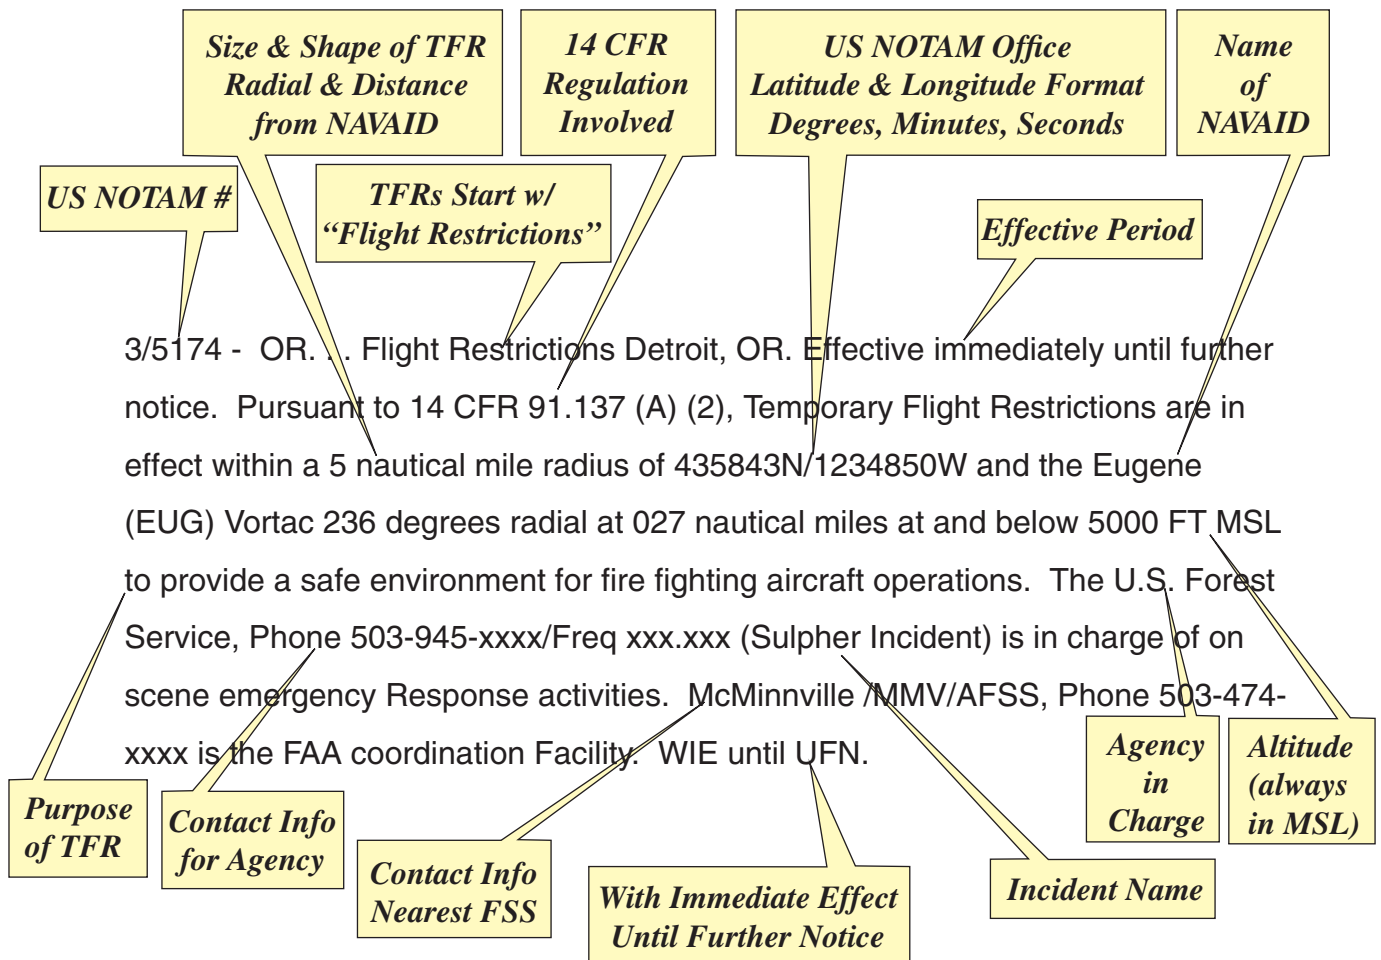 Size & Shape of TFR
Radial & Distance
from NAVAID
14 CFR
Regulation
Involved
US NOTAM Office
Latitude & Longitude Format
Degrees, Minutes, Seconds
Name
of
NAVAID
US NOTAM #
TFRs Start w/
“Flight Restrictions”
Effective Period
3/5174 - OR. . . Flight Restrictions Detroit, OR. Effective immediately until further
notice. Pursuant to 14 CFR 91.137 (A) (2), Temporary Flight Restrictions are in
effect within a 5 nautical mile radius of 435843N/1234850W and the Eugene
(EUG) Vortac 236 degrees radial at 027 nautical miles at and below 5000 FT MSL
to provide a safe environment for fire fighting aircraft operations. The U.S. Forest
Service, Phone 503-945-xxxx/Freq xxx.xxx (Sulpher Incident) is in charge of on
scene emergency Response activities. McMinnville /MMV/AFSS, Phone 503-474-
xxxx is the FAA coordination Facility. WIE until UFN.
Purpose
of TFR
Contact Info
for Agency
Contact Info
Nearest FSS
With Immediate Effect
Until Further Notice
Incident Name
Agency
in
Charge
Altitude
(always
in MSL)